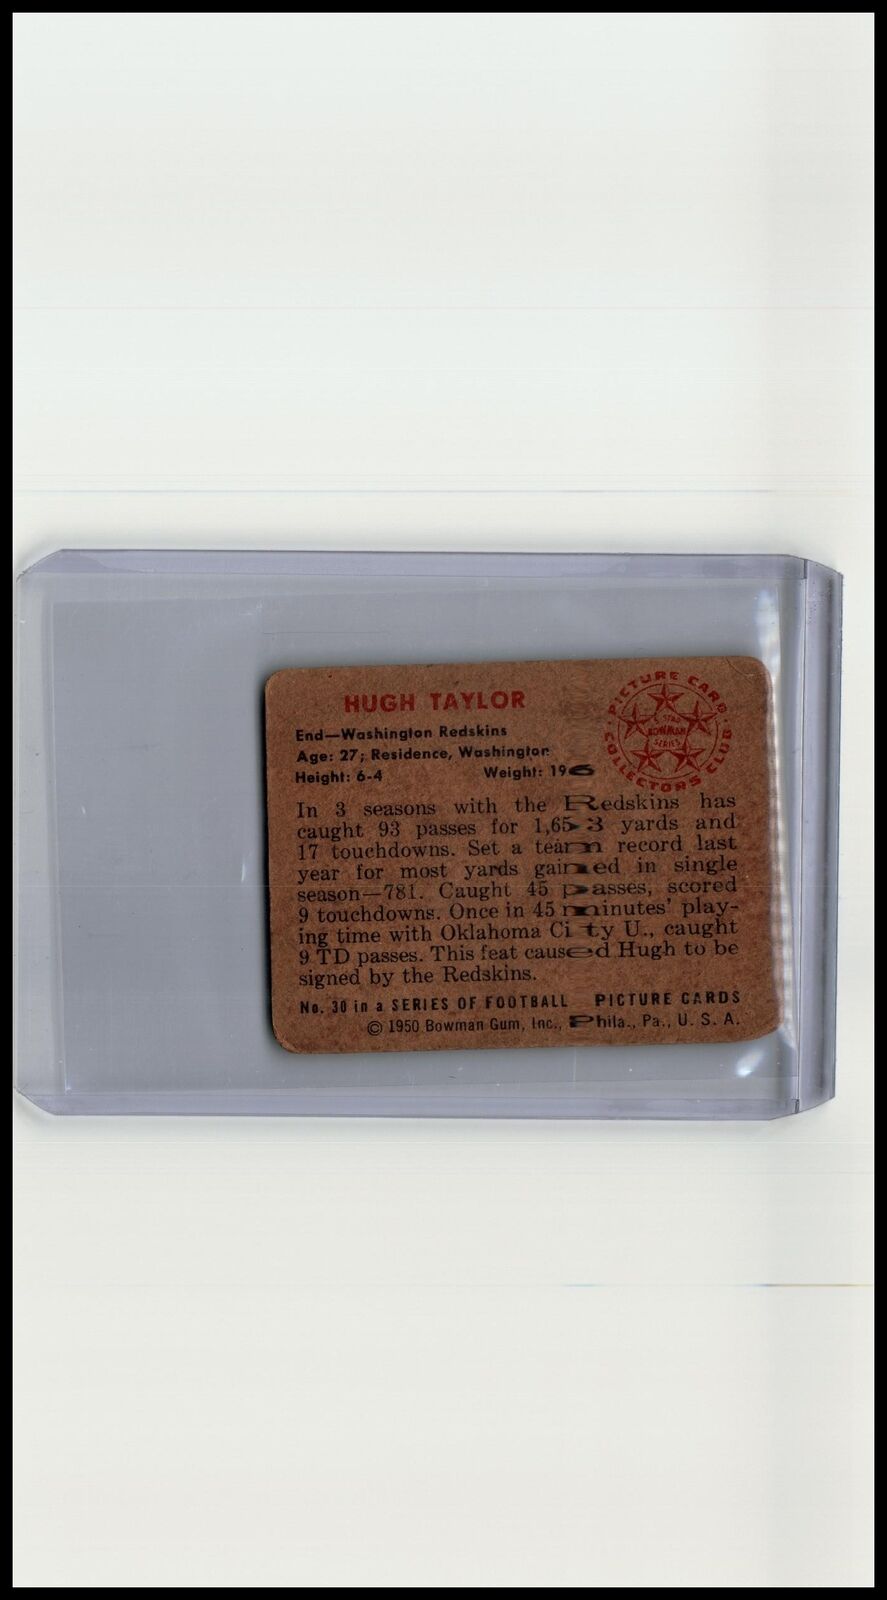 HUGH TAYLOR
End—Washington Redskins
Age: 27; Residence, Washington
Height: 6-4 Weight: 196
PICTURE CARD COLLECTORS CLUB
5 STAR
BOWMAN
SERIES
In 3 seasons with the Redskins has
caught 93 passes for 1,653 yards and
17 touchdowns. Set a team record last
year for most yards gained in single
season—781. Caught 45 passes, scored
9 touchdowns. Once in 45 minutes' play-
ing time with Oklahoma City U., caught
9 TD passes. This feat caused Hugh to be
signed by the Redskins.
No. 30 in a SERIES OF FOOTBALL PICTURE CARDS
© 1950 Bowman Gum, Inc., Phila., Pa., U. S. A.